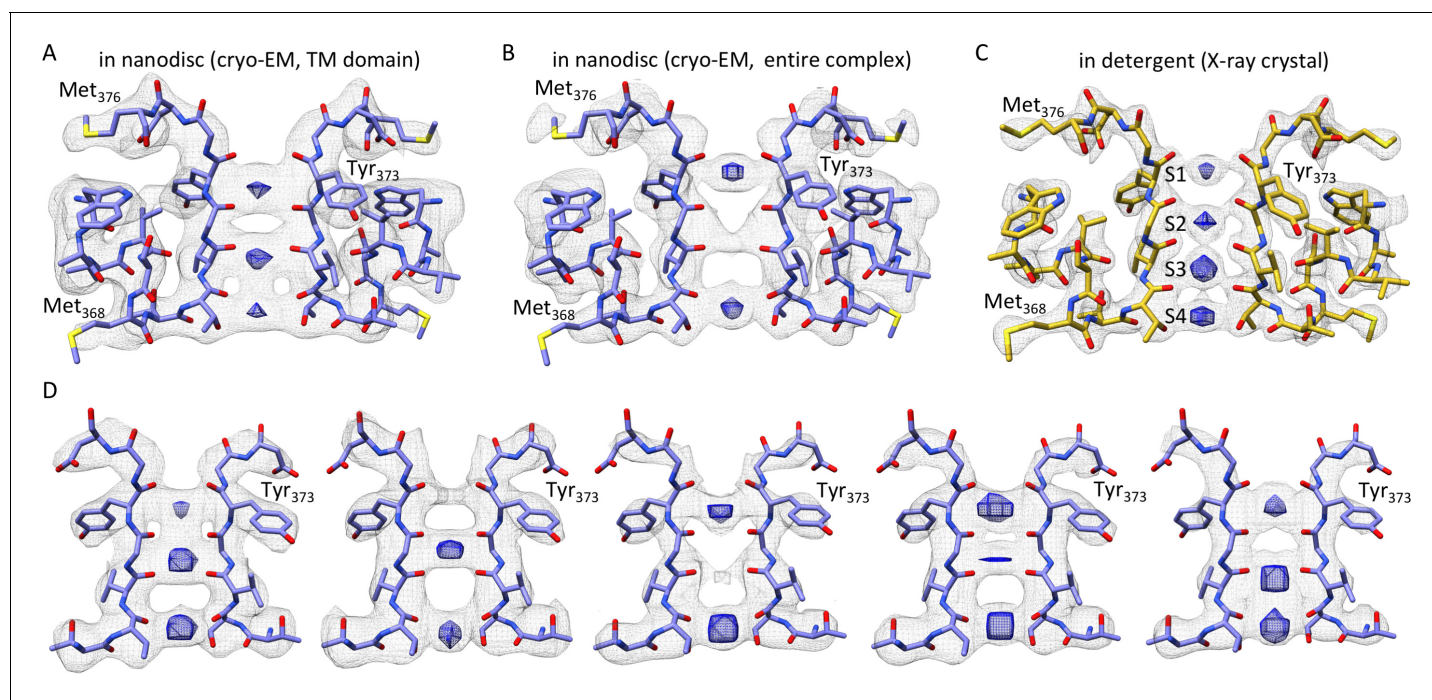 A
in nanodisc (cryo-EM, TM domain)
Met376
Tyr373
Met368
B
in nanodisc (cryo-EM, entire complex)
Met376
Tyr373
Met368
C
in detergent (X-ray crystal)
Met376
S1
Tyr373
S2
S3
Met368
S4
D
Tyr373
Tyr373
Tyr373
Tyr373
Tyr373